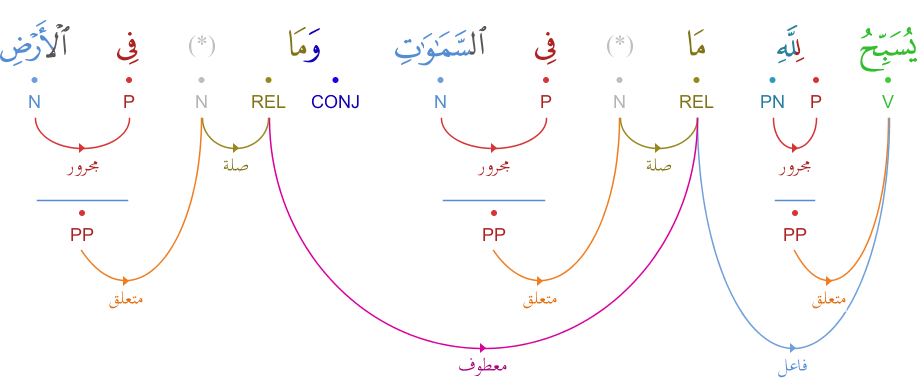 يُسَبِّحُ لِلَّهِ مَا (*) فِى ٱلسَّمَـٰوَٰتِ وَمَا (*) فِى ٱلْأَرْضِ
V P PN REL N P N CONJ REL N P N
مجرور صلة مجرور صلة مجرور
PP PP PP
متعلق متعلق متعلق
فاعل معطوف